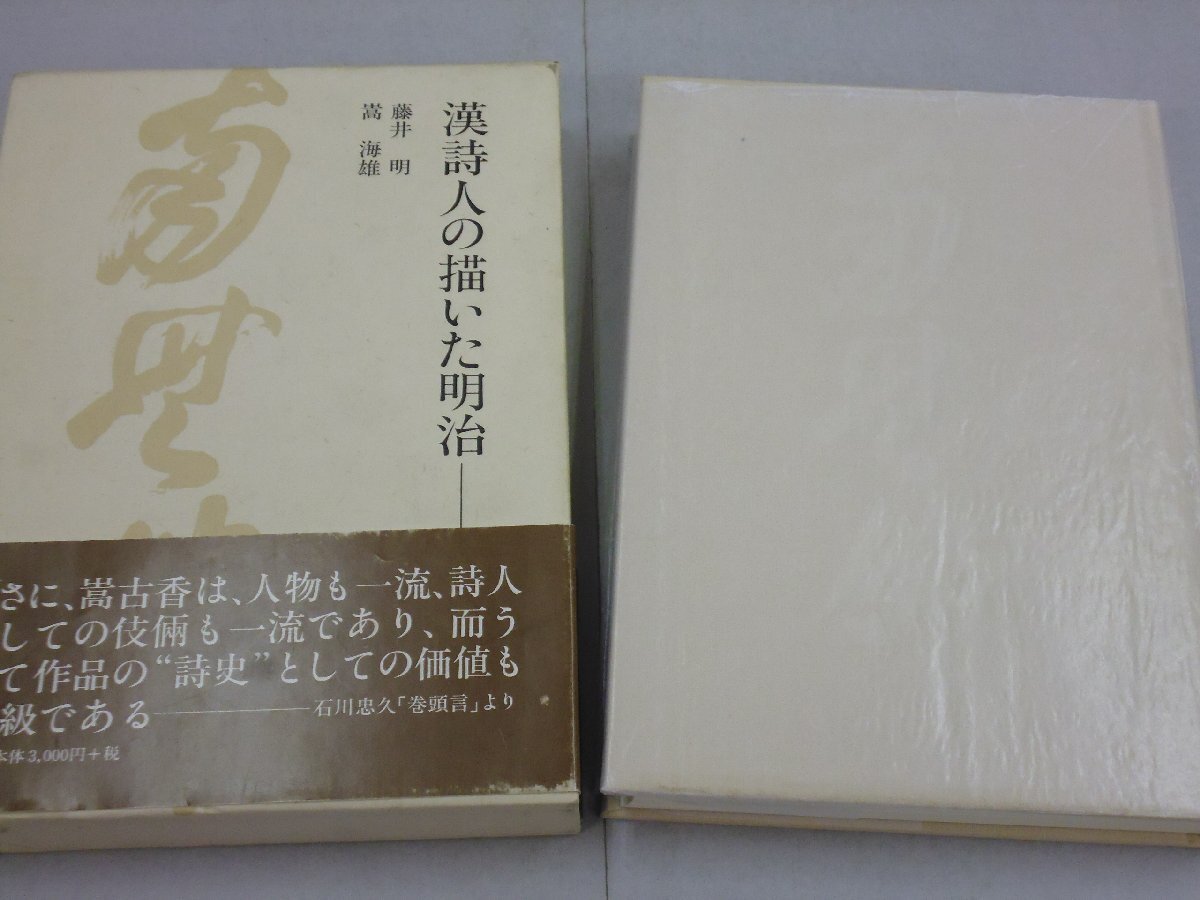 漢詩人の描いた明治――
藤井 明
嵩 海雄
さに、嵩古香は、人物も一流、詩人
しての伎倆も一流であり、而う
て作品の“詩史”としての価値も
級である――――石川忠久「巻頭言」より
本体3,000円+税